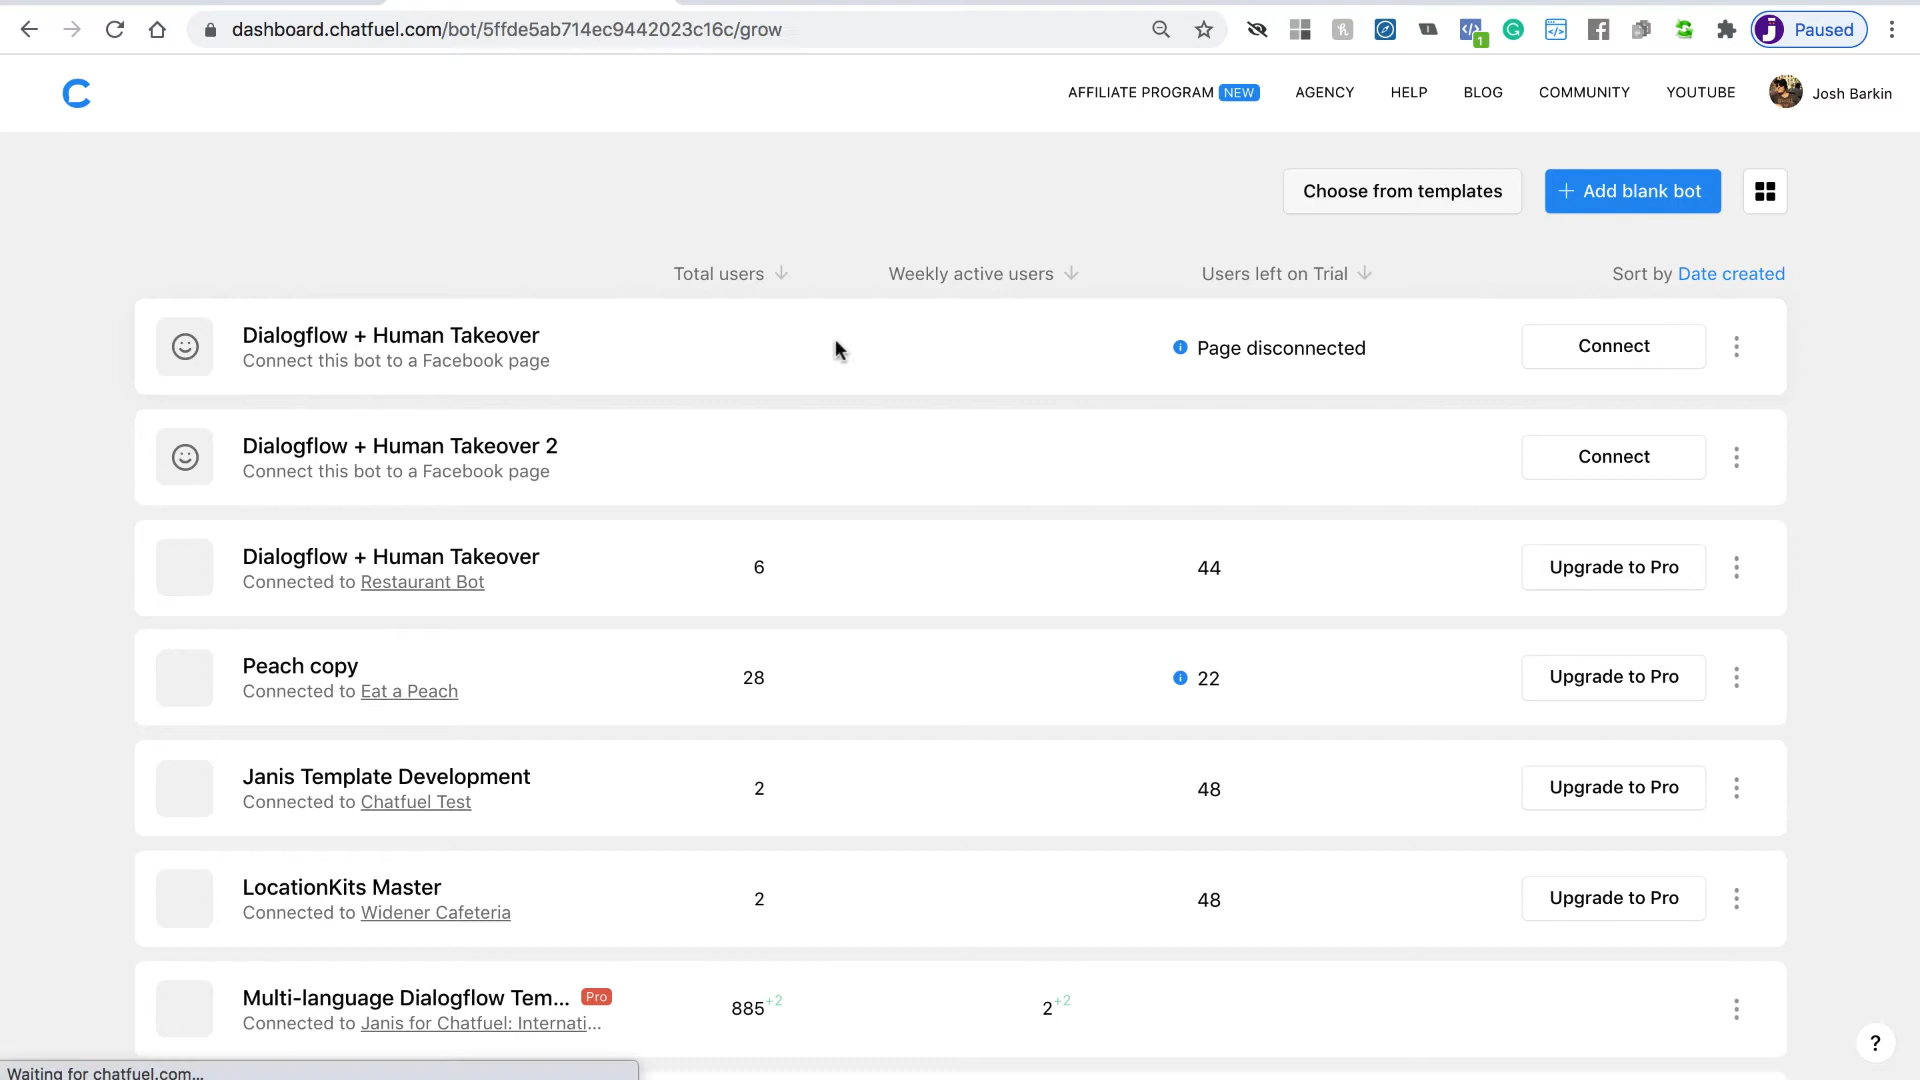 dashboard.chatfuel.com/bot/5ffde5ab714ec9442023c16c/grow
1
Paused
AFFILIATE PROGRAM NEW AGENCY HELP BLOG COMMUNITY YOUTUBE Josh Barkin
Choose from templates + Add blank bot
Total users Weekly active users Users left on Trial Sort by Date created
Dialogflow + Human Takeover
Connect this bot to a Facebook page
Page disconnected
Connect
Dialogflow + Human Takeover 2
Connect this bot to a Facebook page
Connect
Dialogflow + Human Takeover
Connected to Restaurant Bot
6 44 Upgrade to Pro
Peach copy
Connected to Eat a Peach
28 22 Upgrade to Pro
Janis Template Development
Connected to Chatfuel Test
2 48 Upgrade to Pro
LocationKits Master
Connected to Widener Cafeteria
2 48 Upgrade to Pro
Multi-language Dialogflow Tem... Pro
Connected to Janis for Chatfuel: Internati...
885 +2 2 +2
?
Waiting for chatfuel.com...